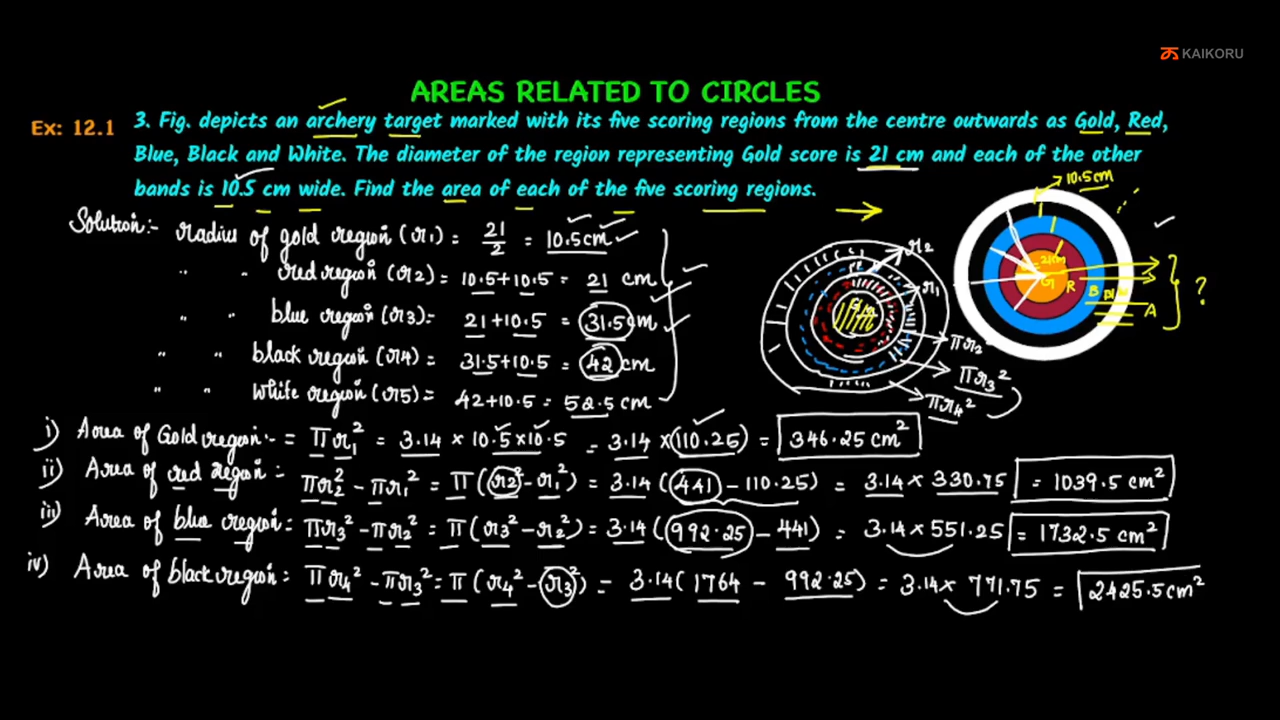 KAIKORU
AREAS RELATED TO CIRCLES
Ex: 12.1
3. Fig. depicts an archery target marked with its five scoring regions from the centre outwards as Gold, Red,
Blue, Black and White. The diameter of the region representing Gold score is 21 cm and each of the other
bands is 10.5 cm wide. Find the area of each of the five scoring regions.
10.5 cm
Solution:- radius of gold region (r1) = 21/2 = 10.5cm
" " red region (r2) = 10.5+10.5 = 21 cm
" " blue region (r3) = 21+10.5 = 31.5cm
" " black region (r4) = 31.5+10.5 = 42 cm
" " white region (r5) = 42+10.5 = 52.5 cm
r2
r1
πr2²
πr3²
πr4²
21cm
G R B
A
?
i) Area of Gold region:- = πr1² = 3.14 × 10.5×10.5 = 3.14 ×(110.25) = 346.25 cm²
ii) Area of red region:- πr2² - πr1² = π(r2² - r1²) = 3.14 (441 - 110.25) = 3.14 × 330.75 = 1039.5 cm²
iii) Area of blue region= πr3² - πr2² = π(r3² - r2²) = 3.14 (992.25 - 441) = 3.14 × 551.25 = 1732.5 cm²
iv) Area of black region= πr4² - πr3² = π(r4² - r3²) = 3.14( 1764 - 992.25) = 3.14 × 771.75 = 2425.5cm²